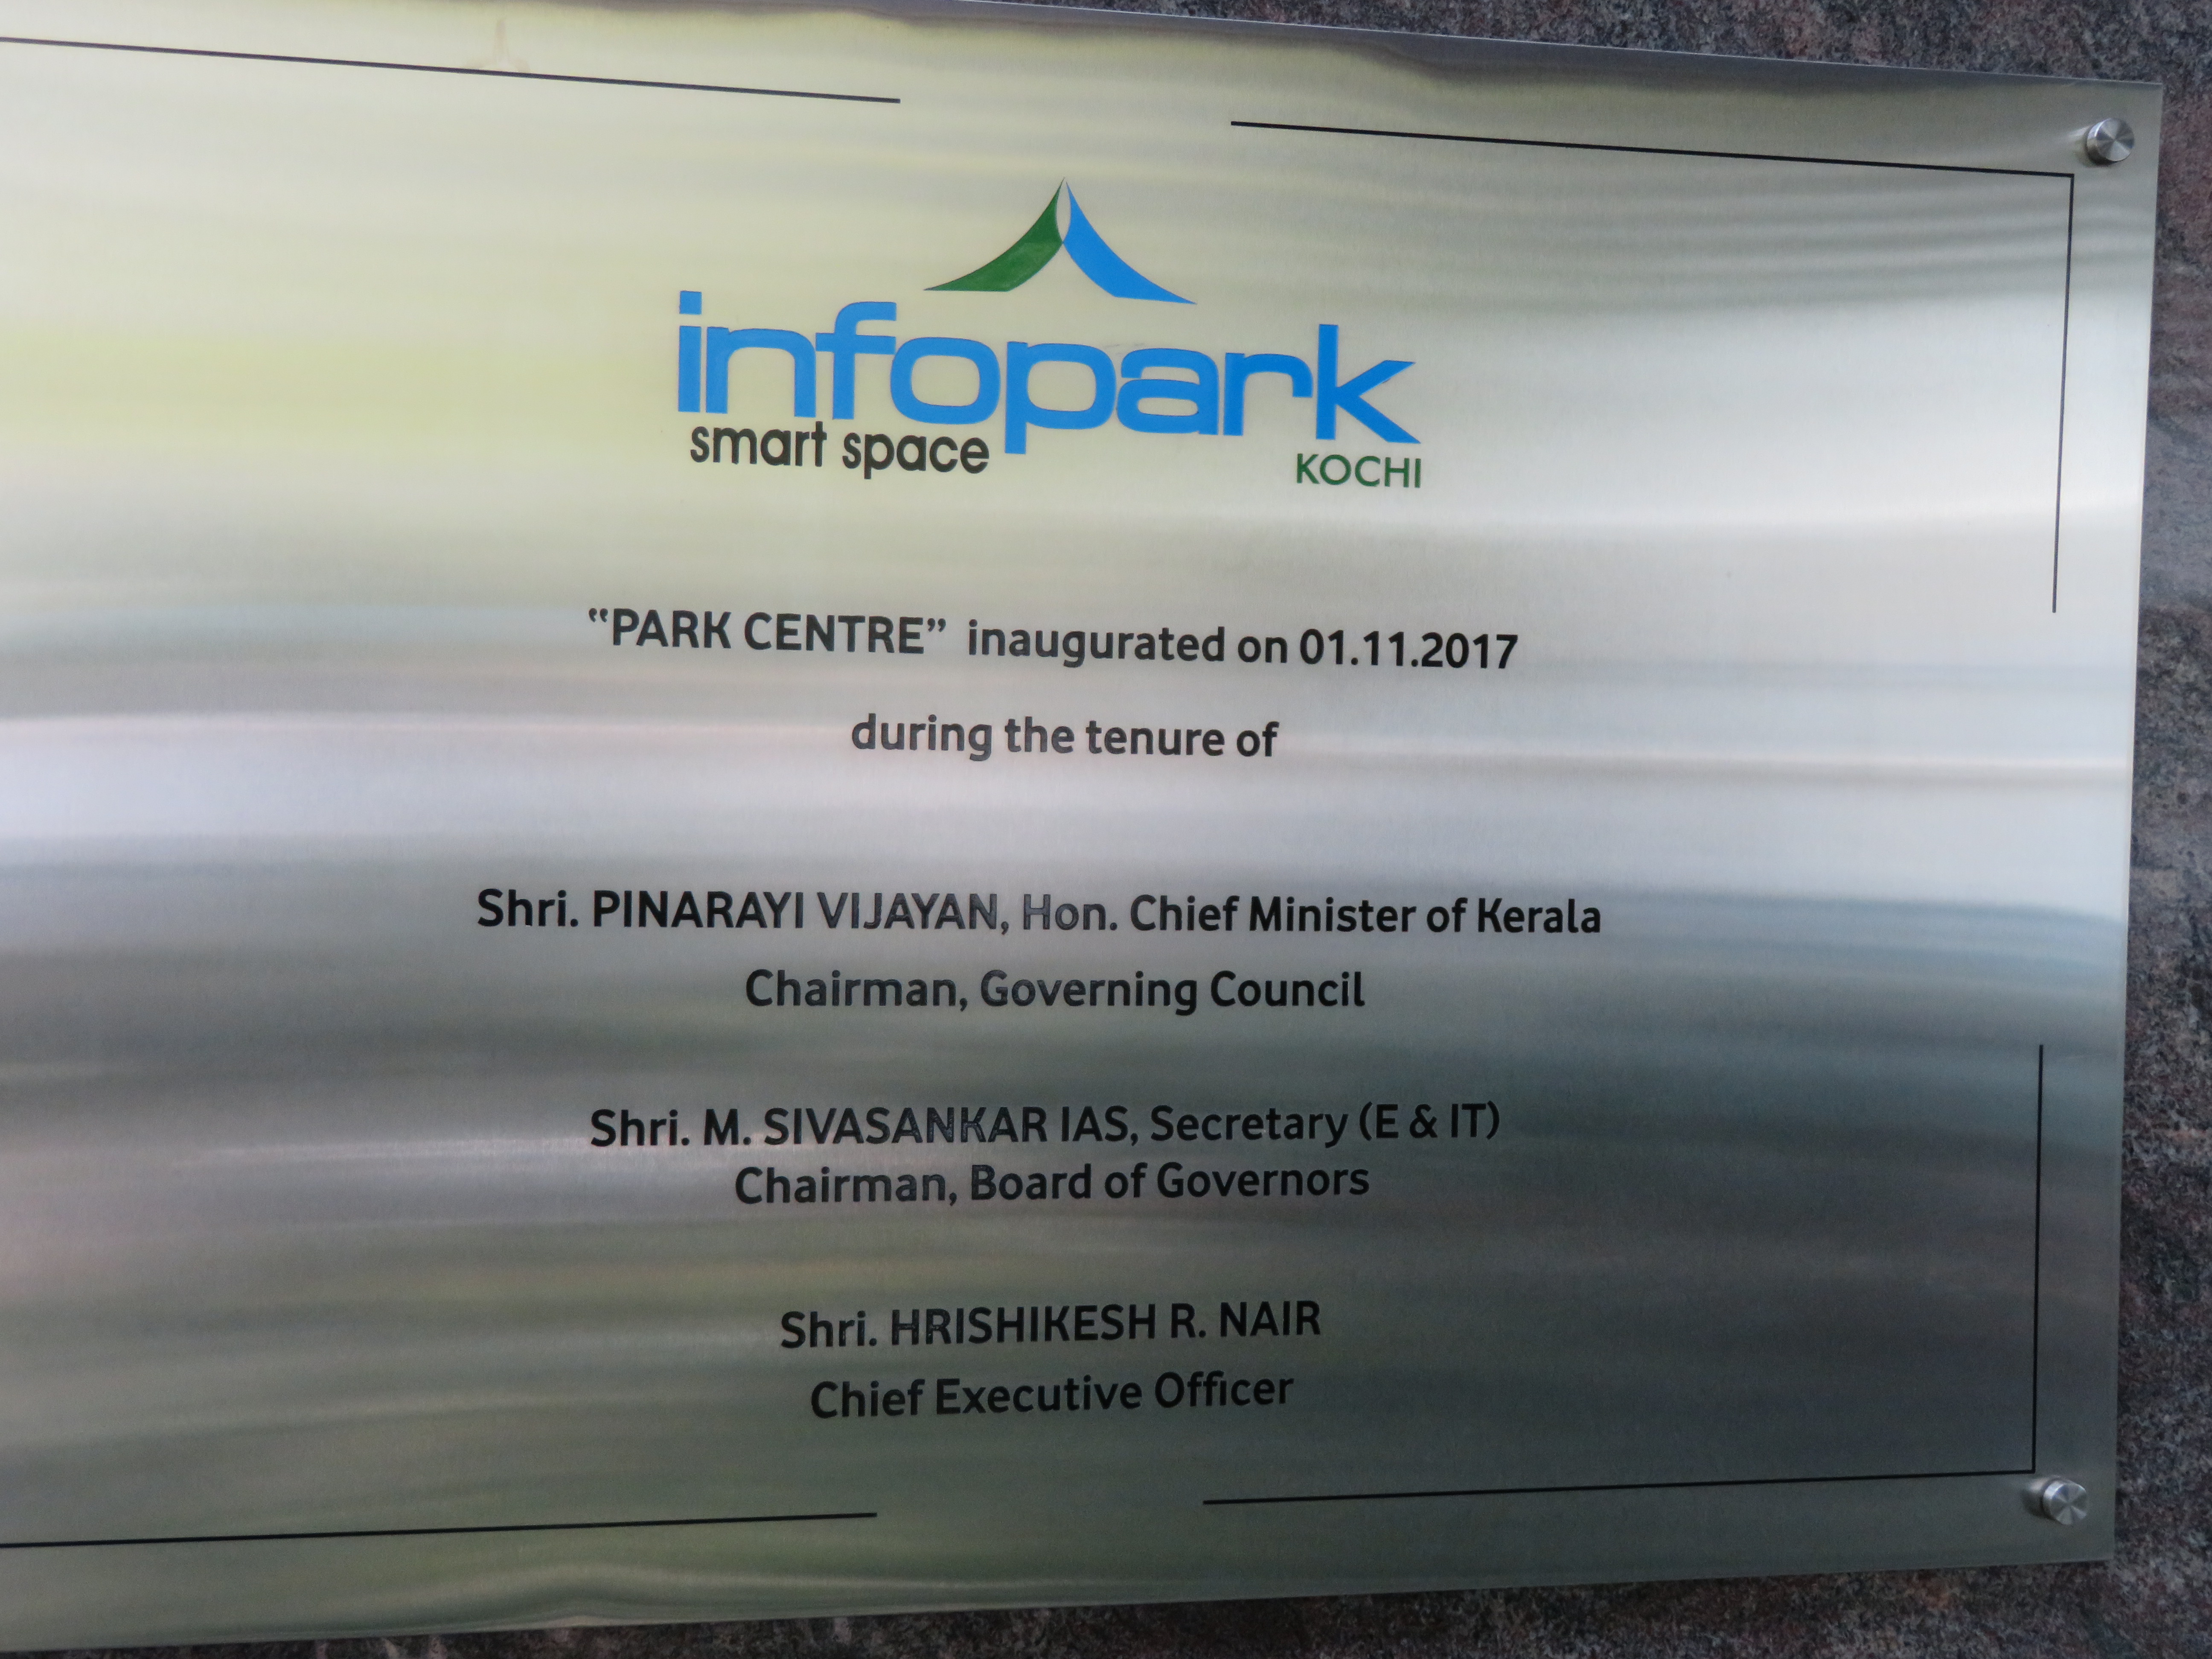 infopark
smart space
KOCHI
“PARK CENTRE” inaugurated on 01.11.2017
during the tenure of
Shri. PINARAYI VIJAYAN, Hon. Chief Minister of Kerala
Chairman, Governing Council
Shri. M. SIVASANKAR IAS, Secretary (E & IT)
Chairman, Board of Governors
Shri. HRISHIKESH R. NAIR
Chief Executive Officer